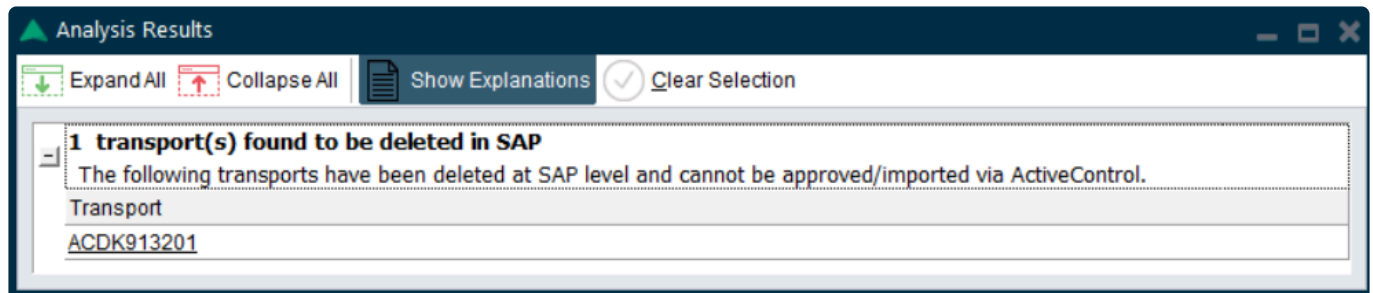 Analysis Results
Expand All Collapse All Show Explanations Clear Selection
1 transport(s) found to be deleted in SAP
The following transports have been deleted at SAP level and cannot be approved/imported via ActiveControl.
Transport
ACDK913201